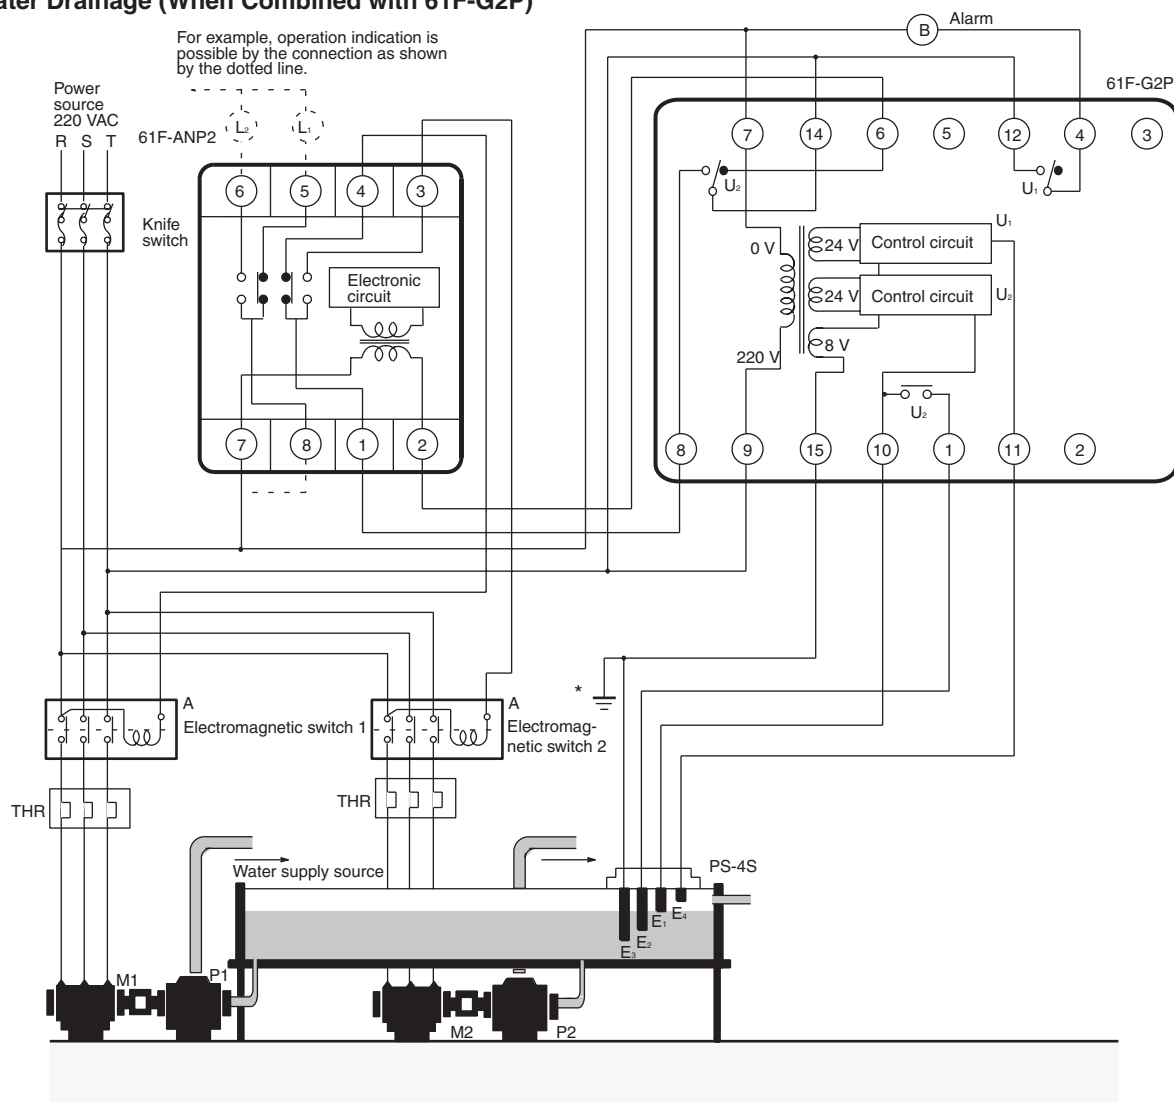 ater Drainage (When Combined with 61F-G2P)
For example, operation indication is
possible by the connection as shown
by the dotted line.
B
Alarm
61F-G2P
Power
source
220 VAC
R S T
61F-ANP2
L2
L1
7 14 6 5 12 4 3
6 5 4 3
U2
U1
Knife
switch
U1
0 V
24 V
Control circuit
Electronic
circuit
24 V
Control circuit
U2
8 V
220 V
U2
7 8 1 2
8 9 15 10 1 11 2
*
A
Electromagnetic switch 1
A
Electromag-
netic switch 2
THR
THR
Water supply source
PS-4S
E1
E4
E2
E3
M1
P1
M2
P2